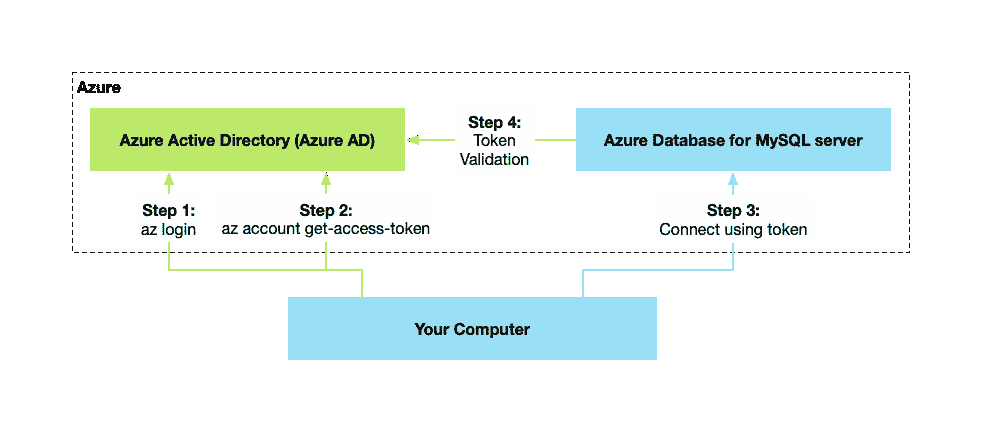 Azure
Azure Active Directory (Azure AD)
Step 4:
Token
Validation
Azure Database for MySQL server
Step 1:
az login
Step 2:
az account get-access-token
Step 3:
Connect using token
Your Computer